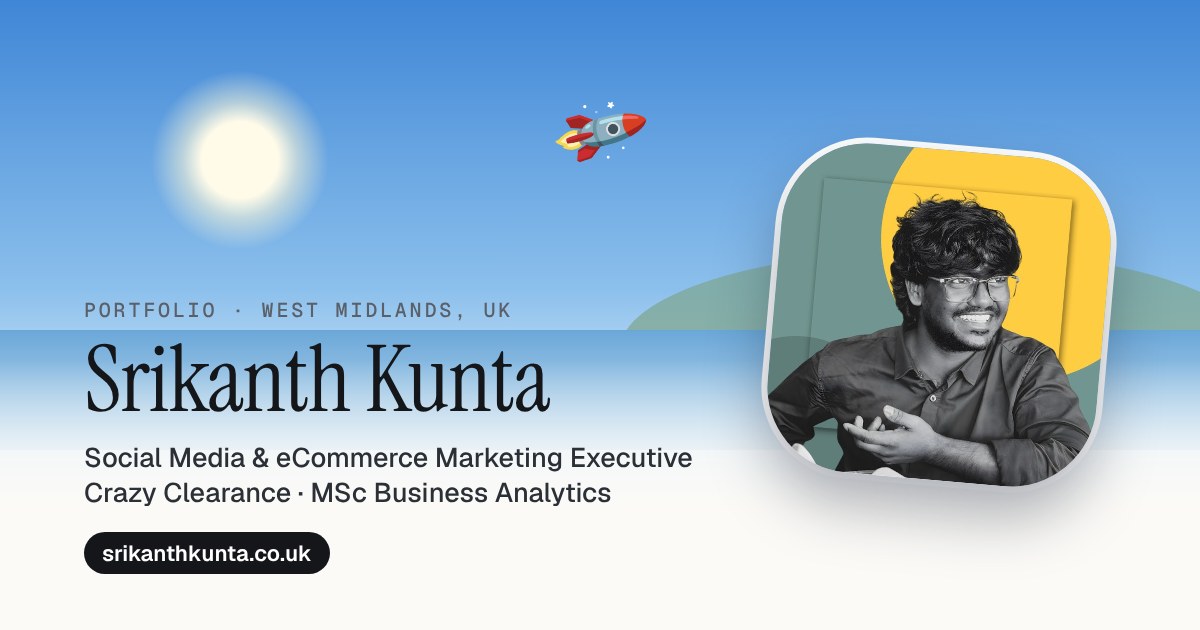 PORTFOLIO · WEST MIDLANDS, UK
Srikanth Kunta
Social Media & eCommerce Marketing Executive
Crazy Clearance · MSc Business Analytics
srikanthkunta.co.uk